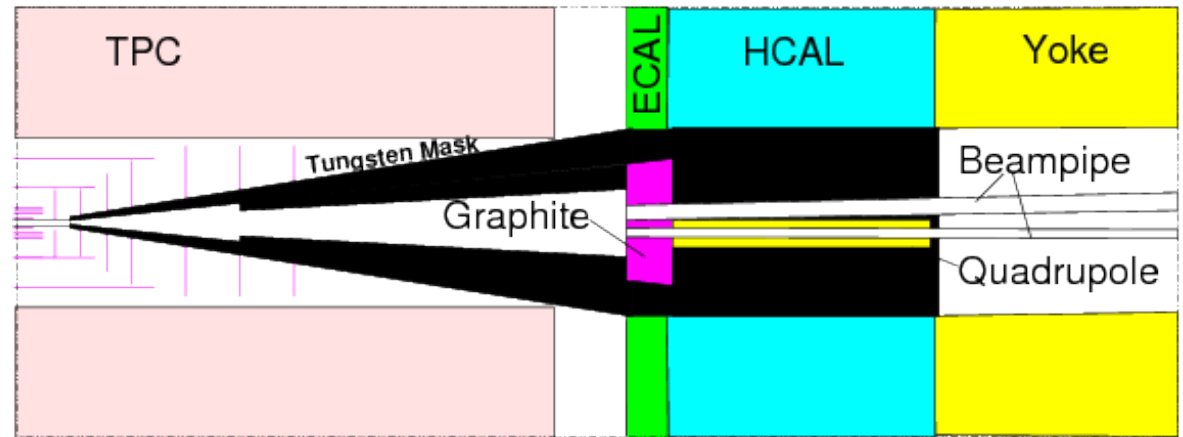 TPC
ECAL
HCAL
Yoke
Tungsten Mask
Beampipe
Graphite
Quadrupole